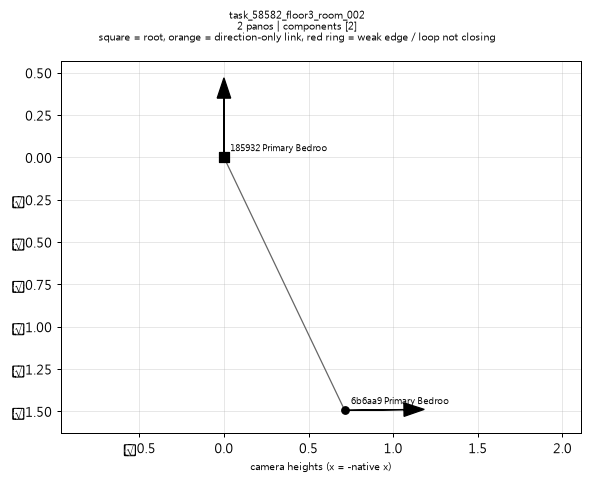 task_58582_floor3_room_002
2 panos | components [2]
square = root, orange = direction-only link, red ring = weak edge / loop not closing
0.50
0.25
0.00
0.25
0.50
0.75
1.00
1.25
1.50
185932 Primary Bedroo
6b6aa9 Primary Bedroo
0.5 0.0 0.5 1.0 1.5 2.0
camera heights (x = -native x)